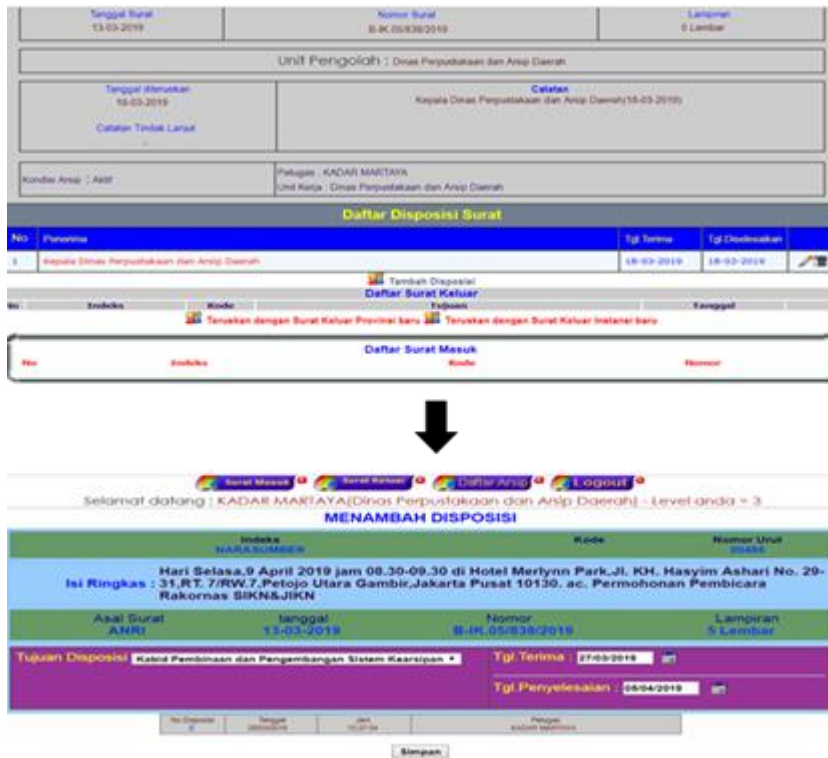 Tanggal Surat Nomor Surat Lampiran
13-03-2019 B-IK.05/838/2019 0 Lembar
Unit Pengolah : Dinas Perpustakaan dan Arsip Daerah
Tanggal diteruskan Catatan
18-03-2019 Kepala Dinas Perpustakaan dan Arsip Daerah(18-03-2019)
Catatan Tindak Lanjut
-
Kondisi Arsip : Aktif
Petugas : KADAR MARTAYA
Unit Kerja : Dinas Perpustakaan dan Arsip Daerah
Daftar Disposisi Surat
No Penerima Tgl.Terima Tgl.Diselesaikan
1 Kepala Dinas Perpustakaan dan Arsip Daerah 18-03-2019 18-03-2019
Tambah Disposisi
Daftar Surat Keluar
No Indeks Kode Tujuan Tanggal
Teruskan dengan Surat Keluar Provinsi baru Teruskan dengan Surat Keluar Instansi baru
Daftar Surat Masuk
No Indeks Kode Nomor
Surat Masuk Surat Keluar Daftar Arsip Logout
Selamat datang : KADAR MARTAYA(Dinas Perpustakaan dan Arsip Daerah) - Level anda = 3
MENAMBAH DISPOSISI
Indeks Kode Nomor Urut
NARASUMBER
Isi Ringkas : Hari Selasa,9 April 2019 jam 08.30-09.30 di Hotel Merlynn Park,Jl. KH. Hasyim Ashari No. 29-
31,RT. 7/RW.7,Petojo Utara Gambir,Jakarta Pusat 10130. ac. Permohonan Pembicara
Rakornas SIKN&JIKN
Asal Surat tanggal Nomor Lampiran
ANRI 13-03-2019 B-IK.05/838/2019 5 Lembar
Tujuan Disposisi Kabid Pembinaan dan Pengembangan Sistem Kearsipan Tgl.Terima : 27/03/2019
Tgl.Penyelesaian : 08/04/2019
No.Disposisi Tanggal Jam Petugas
KADAR MARTAYA
Simpan